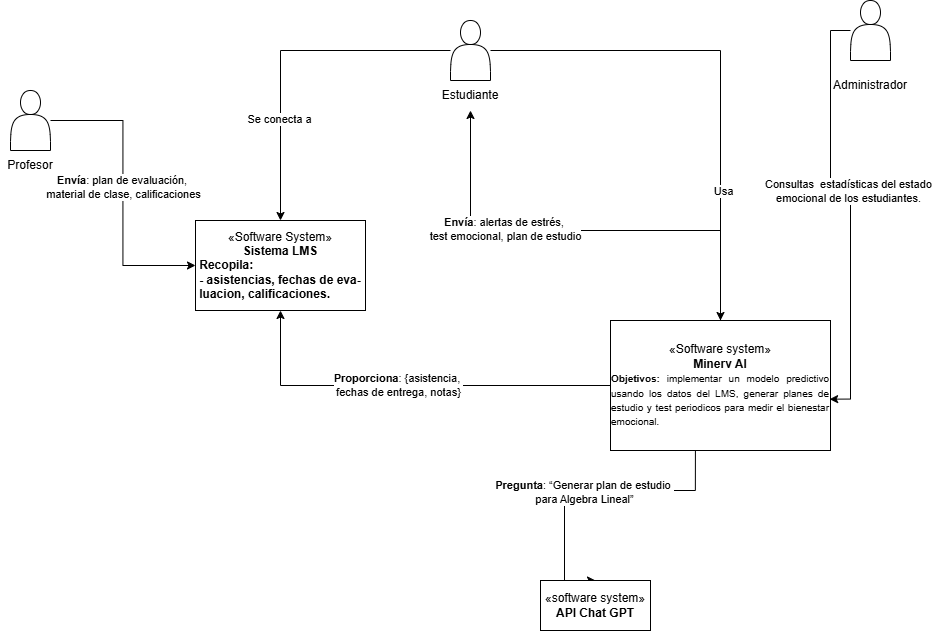 Estudiante
Administrador
Se conecta a
Profesor
Envía: plan de evaluación,
material de clase, calificaciones
Usa
Consultas estadísticas del estado
emocional de los estudiantes.
Envía: alertas de estrés,
test emocional, plan de estudio
«Software System»
Sistema LMS
Recopila:
- asistencias, fechas de eva-
luacion, calificaciones.
«Software system»
Minerv AI
Objetivos: implementar un modelo predictivo
usando los datos del LMS, generar planes de
estudio y test periodicos para medir el bienestar
emocional.
Proporciona: {asistencia,
fechas de entrega, notas}
Pregunta: “Generar plan de estudio
para Algebra Lineal”
«software system»
API Chat GPT